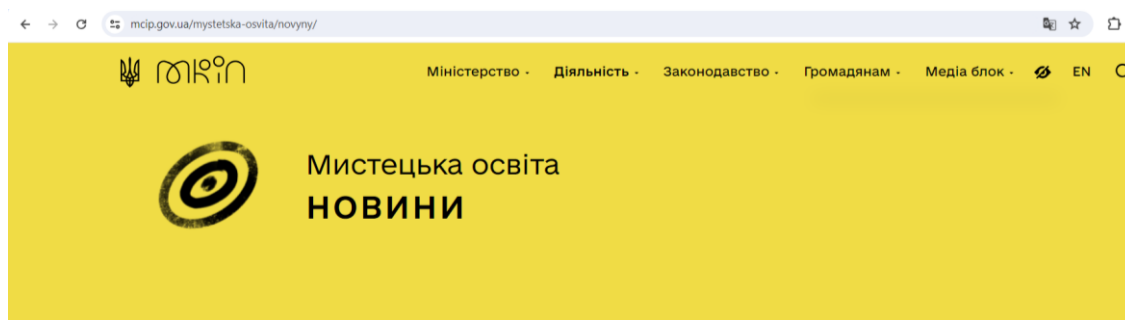 mcip.gov.ua/mystetska-osvita/novyny/
мкіп Міністерство Діяльність Законодавство Громадянам Медіа блок EN
Мистецька освіта
НОВИНИ